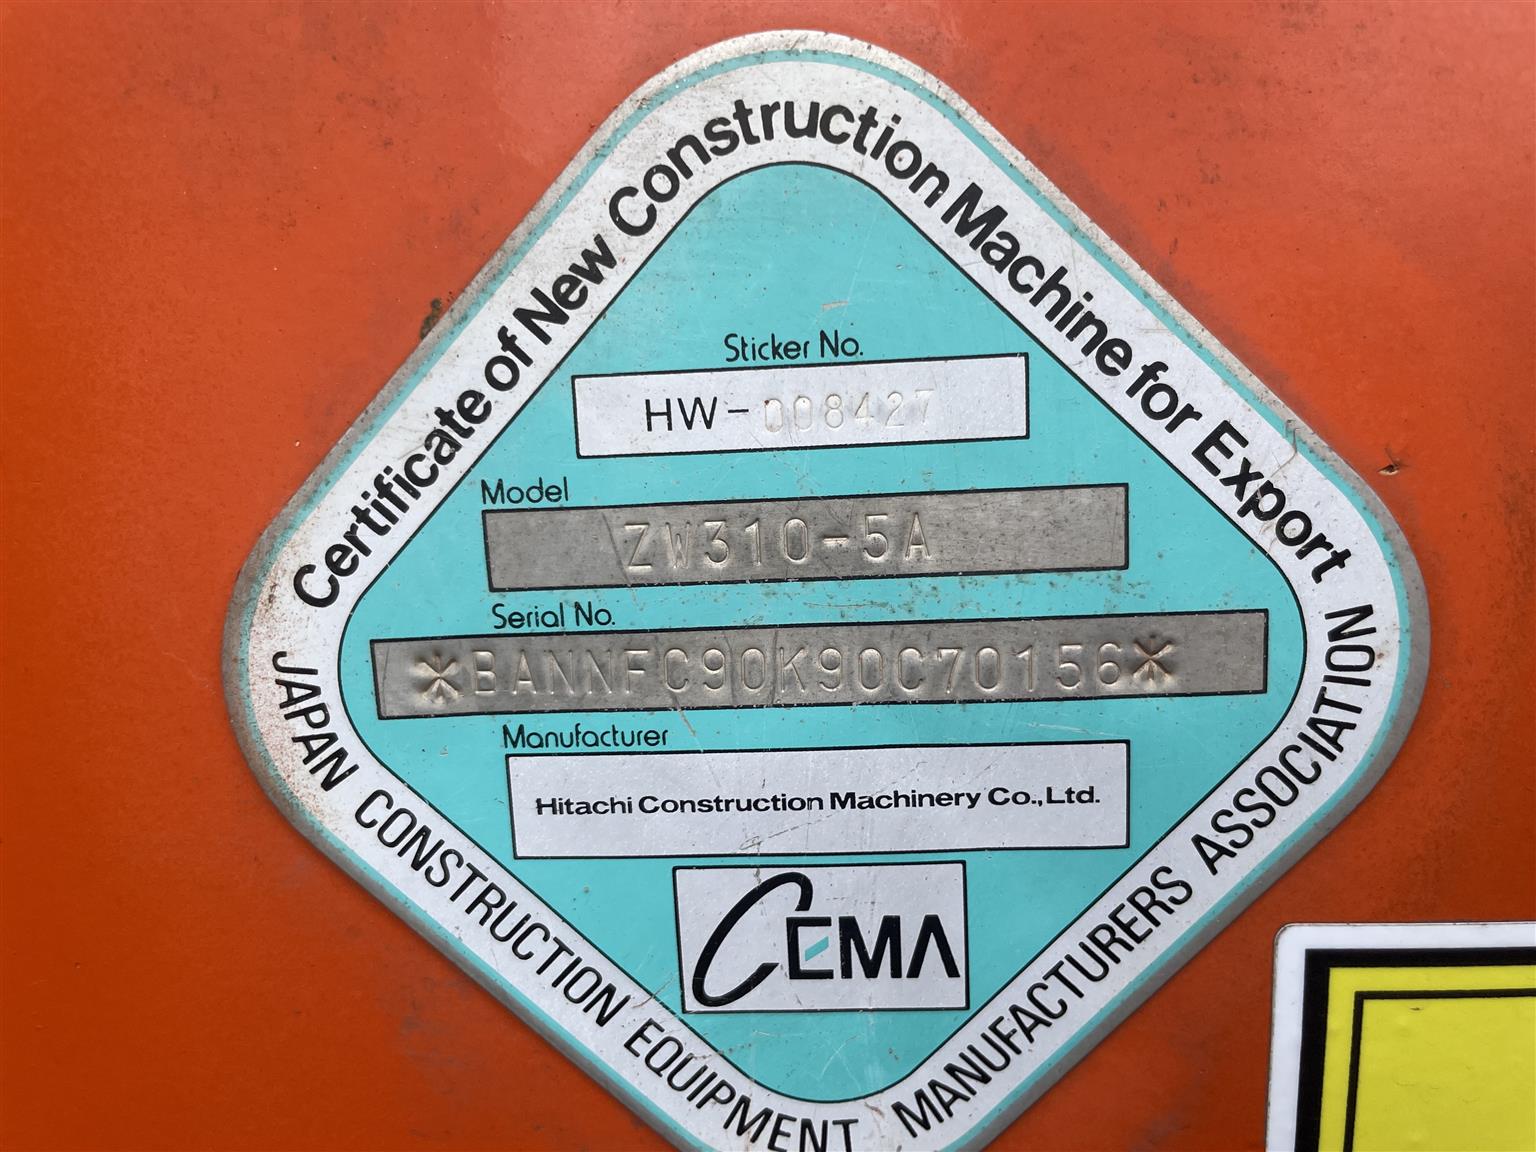 Certificate of New Construction Machine for Export
Sticker No.
HW-008427
Model
ZW310-5A
Serial No.
*BANNFC90K90C70156*
Manufacturer
Hitachi Construction Machinery Co.,Ltd.
CEMA
JAPAN CONSTRUCTION EQUIPMENT MANUFACTURERS ASSOCIATION